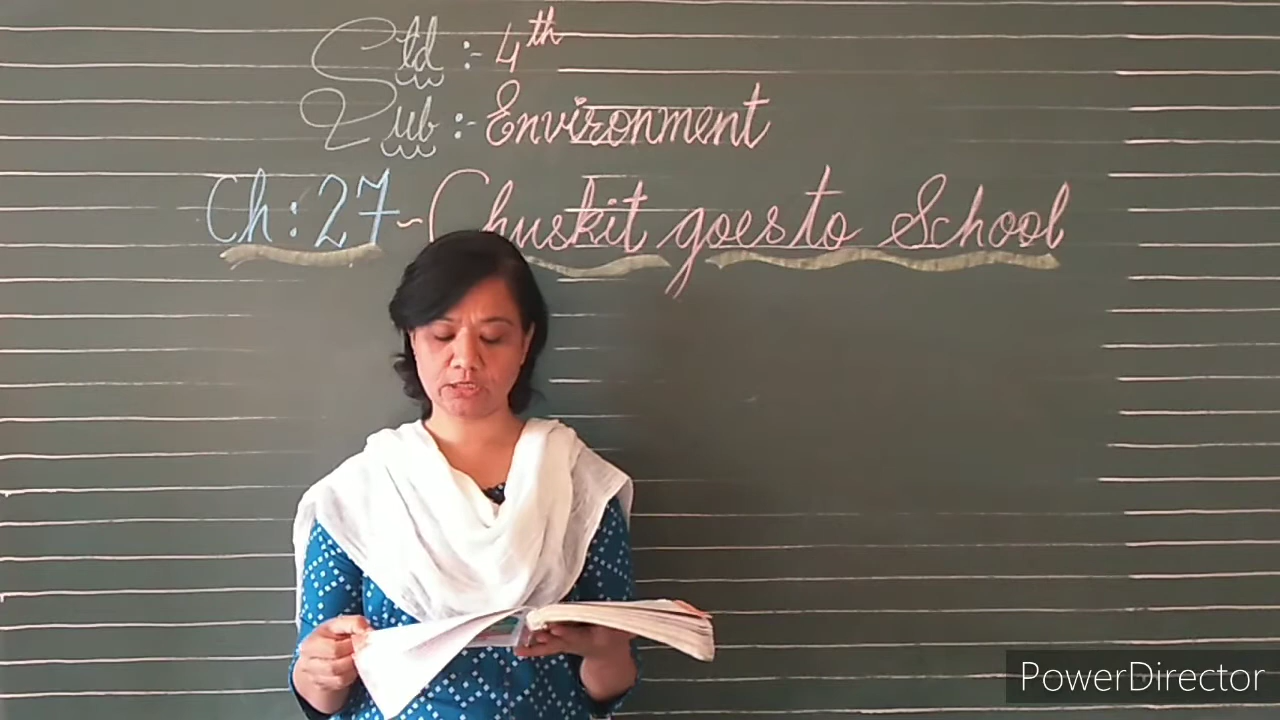 Std :- 4th
Sub :- Environment
Ch : 27 - Chuskit goes to School
PowerDirector